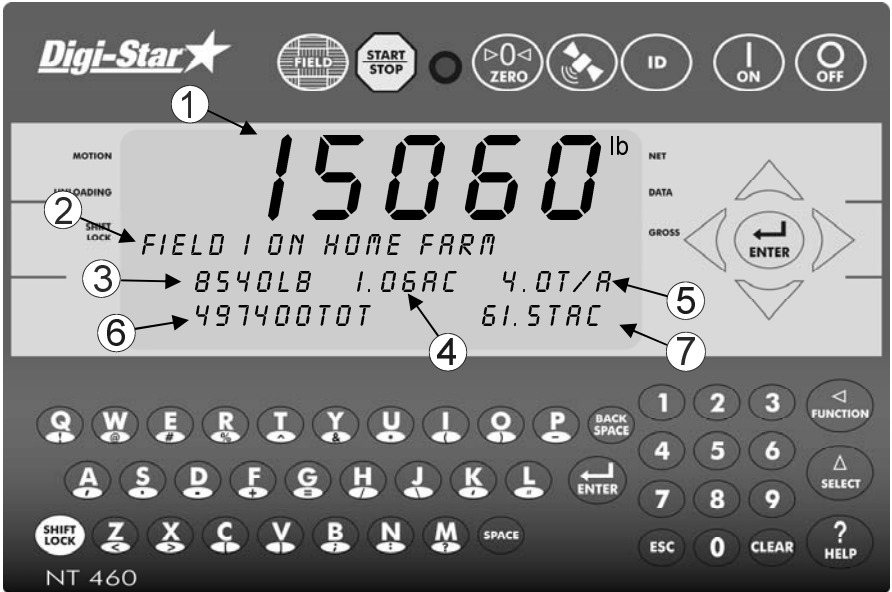 Digi-Star
FIELD
START
STOP
▷0◁
ZERO
ID
ON
OFF
1
MOTION
UNLOADING
SHIFT
LOCK
15060 lb
NET
DATA
GROSS
ENTER
2
FIELD 1 ON HOME FARM
3
8540LB 1.06AC 4.0T/A
5
6
497400TOT 61.5TAC
4
7
Q ! W @ E # R % T ^ Y & U * I ( O ) P -
BACK
SPACE
A S D F + G = H / J \ K L "
ENTER
SHIFT
LOCK
Z < X > C [ V ] B ; N : M ?
SPACE
1 2 3
◁
FUNCTION
4 5 6
△
SELECT
7 8 9
ESC 0 CLEAR
?
HELP
NT 460